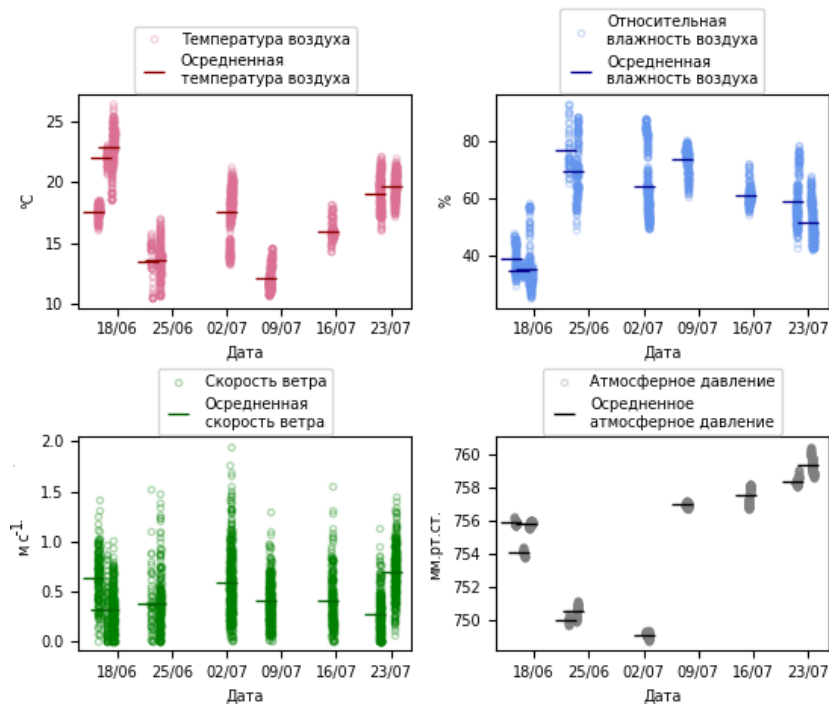 Температура воздуха
Осредненная
температура воздуха
Относительная
влажность воздуха
Осредненная
влажность воздуха
25
20
15
10
°C
18/06 25/06 02/07 09/07 16/07 23/07
Дата
80
60
40
%
18/06 25/06 02/07 09/07 16/07 23/07
Дата
Скорость ветра
Осредненная
скорость ветра
Атмосферное давление
Осредненное
атмосферное давление
2.0
1.5
1.0
0.5
0.0
м с⁻¹
18/06 25/06 02/07 09/07 16/07 23/07
Дата
760
758
756
754
752
750
мм.рт.ст.
18/06 25/06 02/07 09/07 16/07 23/07
Дата